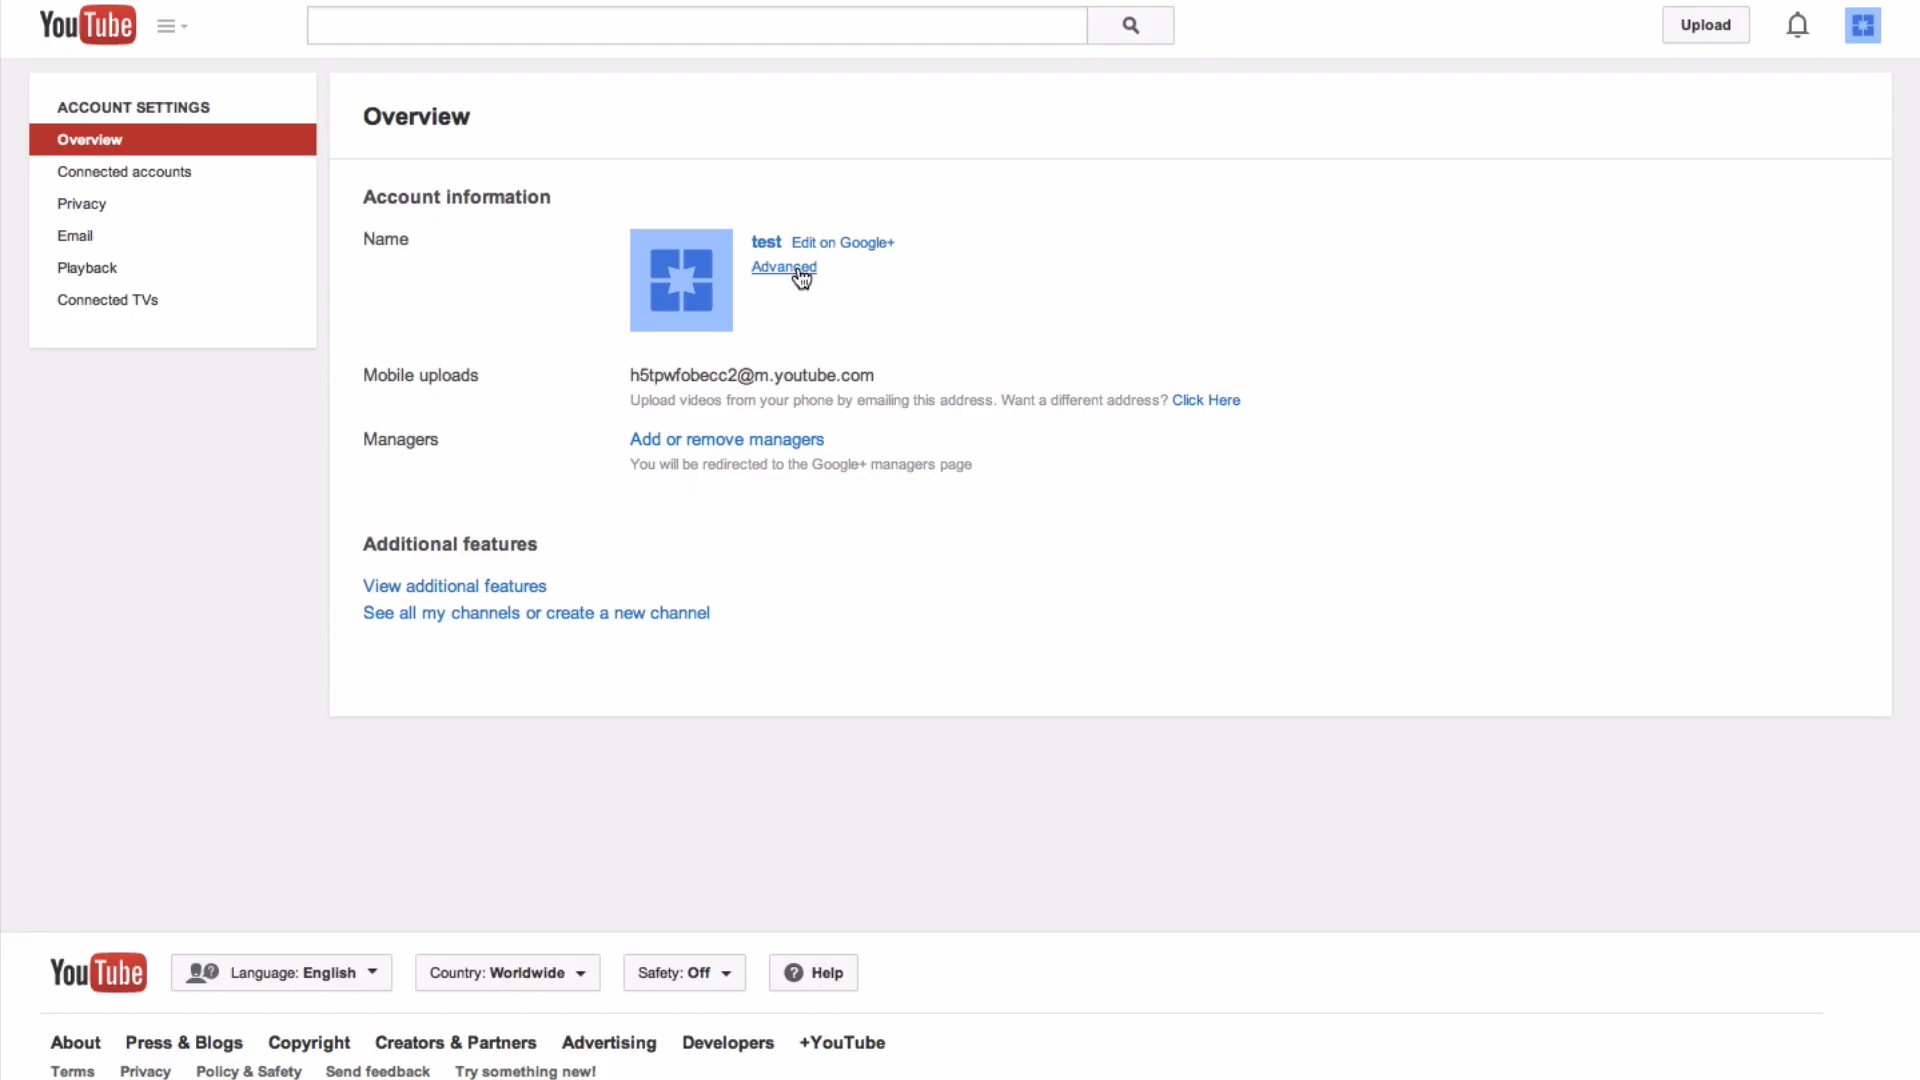 YouTube
Upload
ACCOUNT SETTINGS
Overview
Connected accounts
Privacy
Email
Playback
Connected TVs
Overview
Account information
Name
test Edit on Google+
Advanced
Mobile uploads
h5tpwfobecc2@m.youtube.com
Upload videos from your phone by emailing this address. Want a different address? Click Here
Managers
Add or remove managers
You will be redirected to the Google+ managers page
Additional features
View additional features
See all my channels or create a new channel
YouTube Language: English Country: Worldwide Safety: Off Help
About Press & Blogs Copyright Creators & Partners Advertising Developers +YouTube
Terms Privacy Policy & Safety Send feedback Try something new!